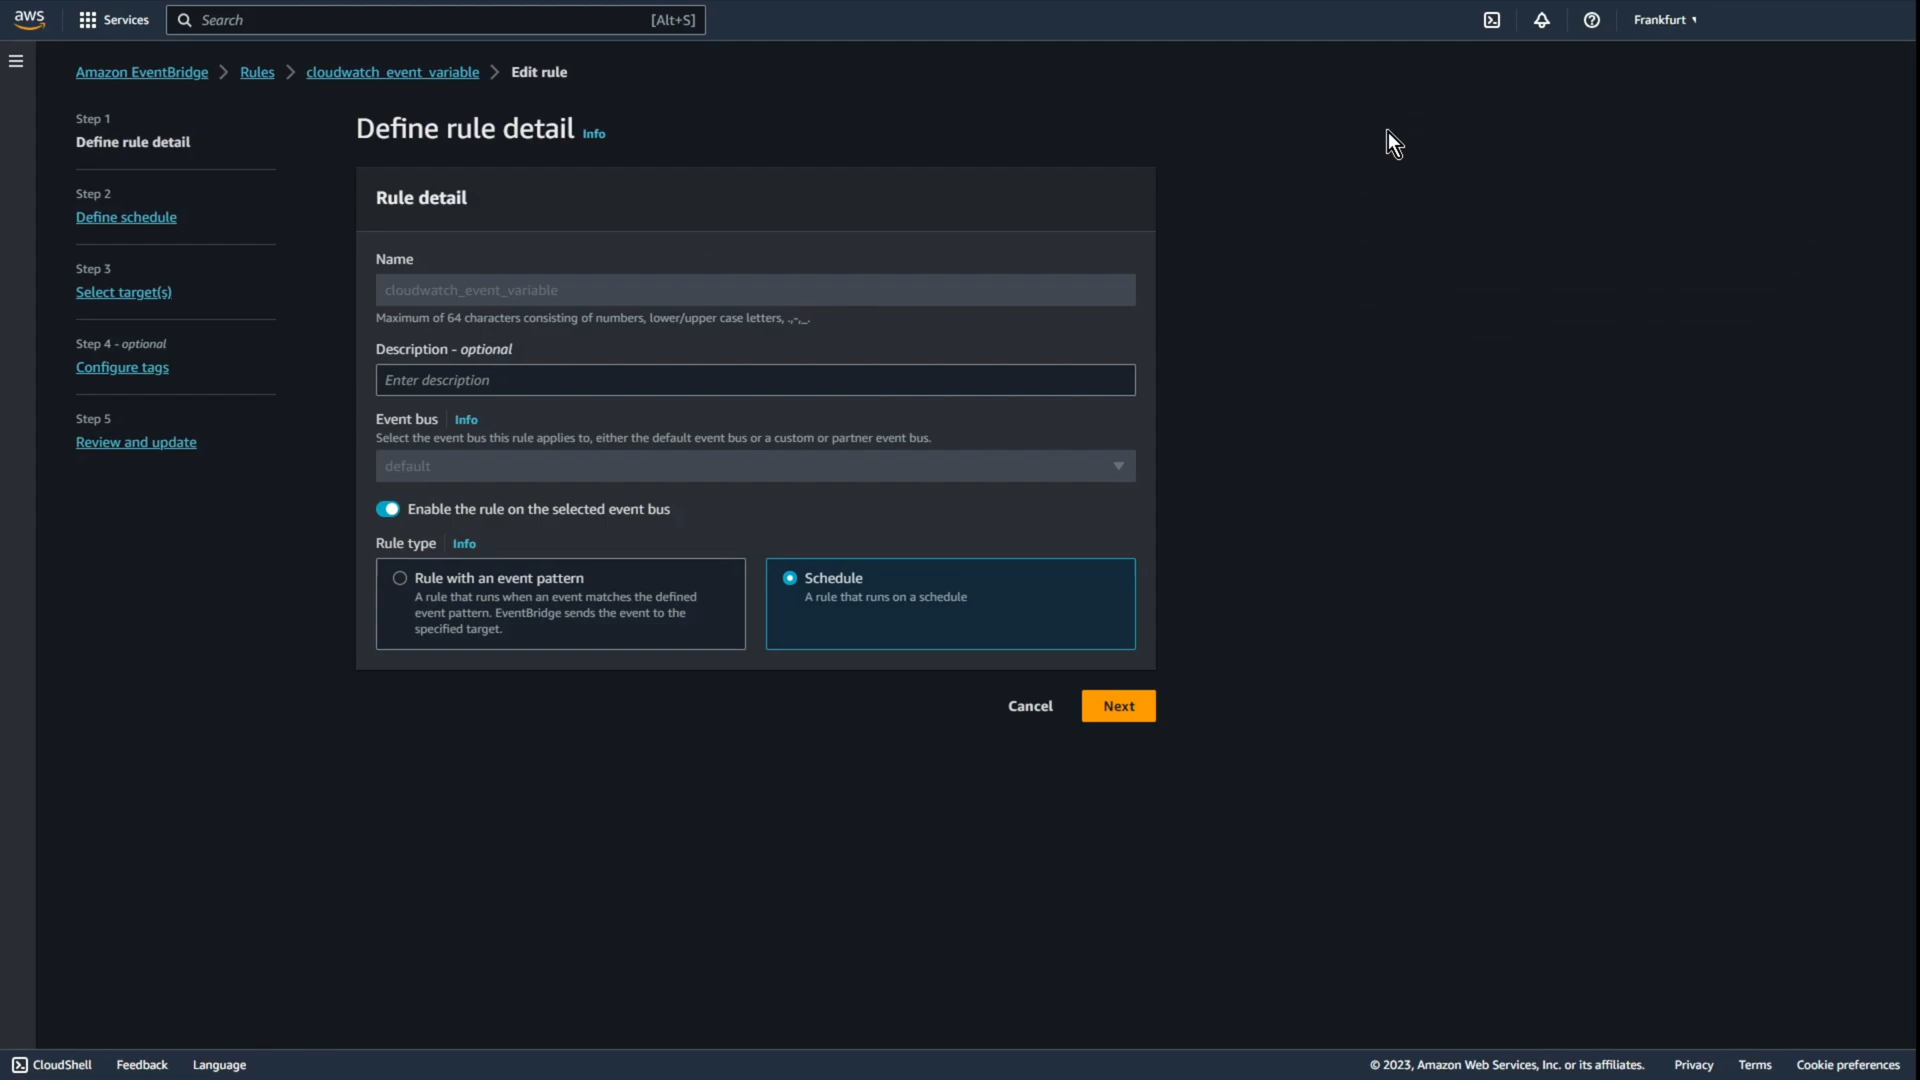 aws Services Search [Alt+S] Frankfurt
Amazon EventBridge Rules cloudwatch_event_variable Edit rule
Step 1
Define rule detail
Step 2
Define schedule
Step 3
Select target(s)
Step 4 - optional
Configure tags
Step 5
Review and update
Define rule detail Info
Rule detail
Name
cloudwatch_event_variable
Maximum of 64 characters consisting of numbers, lower/upper case letters, .,-,_.
Description - optional
Enter description
Event bus Info
Select the event bus this rule applies to, either the default event bus or a custom or partner event bus.
default
Enable the rule on the selected event bus
Rule type Info
Rule with an event pattern
A rule that runs when an event matches the defined
event pattern. EventBridge sends the event to the
specified target.
Schedule
A rule that runs on a schedule
Cancel Next
CloudShell Feedback Language © 2023, Amazon Web Services, Inc. or its affiliates. Privacy Terms Cookie preferences